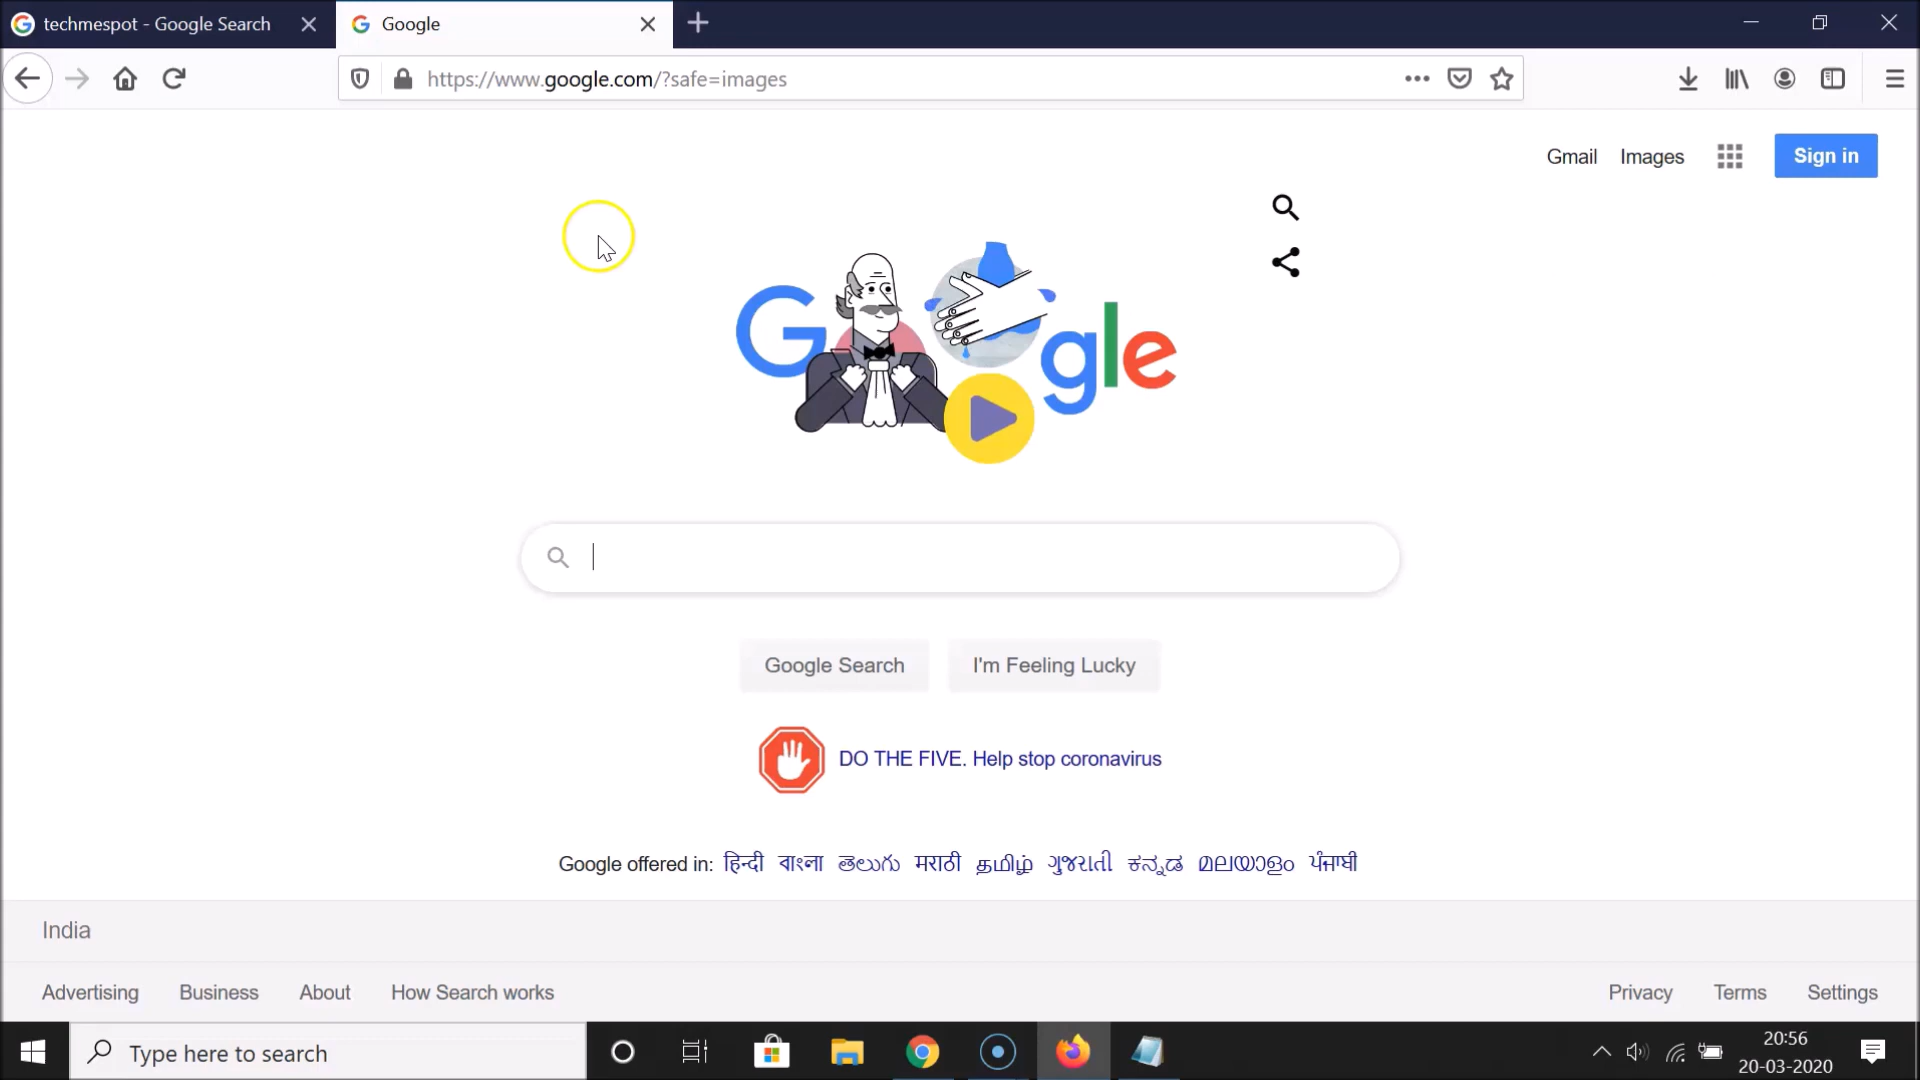 techmespot - Google Search
Google
https://www.google.com/?safe=images
Gmail Images Sign in
Google
Google Search I'm Feeling Lucky
DO THE FIVE. Help stop coronavirus
Google offered in: हिन्दी বাংলা తెలుగు मराठी தமிழ் ગુજરાતી ಕನ್ನಡ മലയാളം ਪੰਜਾਬੀ
India
Advertising Business About How Search works Privacy Terms Settings
Type here to search
20:56
20-03-2020